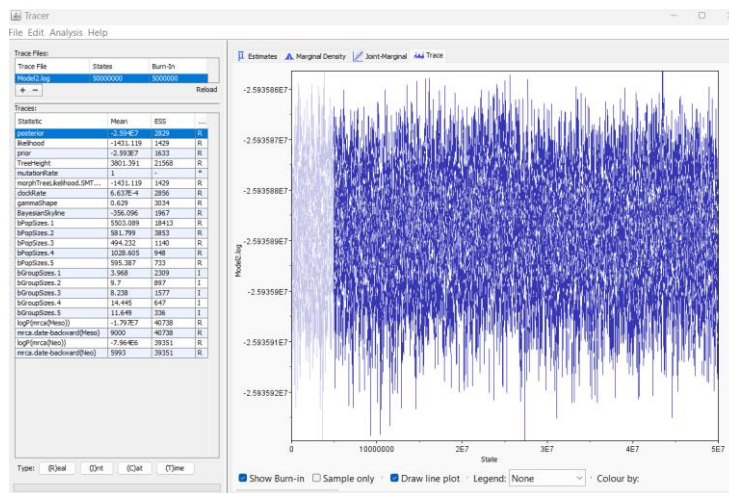 Tracer
File Edit Analysis Help
Trace Files:
Trace File States Burn-In
Model2.log 50000000 5000000
+ − Reload
Traces:
Statistic Mean ESS ...
posterior -2.594E7 2829 R
likelihood -1431.119 1429 R
prior -2.593E7 1633 R
TreeHeight 3801.391 21568 R
mutationRate 1 - *
morphTreeLikelihood.SMT... -1431.119 1429 R
clockRate 6.637E-4 2856 R
gammaShape 0.629 3034 R
BayesianSkyline -356.096 1967 R
bPopSizes.1 5503.089 18413 R
bPopSizes.2 581.799 3853 R
bPopSizes.3 494.232 1140 R
bPopSizes.4 1028.605 948 R
bPopSizes.5 595.387 733 R
bGroupSizes.1 3.968 2309 I
bGroupSizes.2 9.7 897 I
bGroupSizes.3 8.238 1577 I
bGroupSizes.4 14.445 647 I
bGroupSizes.5 11.649 336 I
logP(mrca(Meso)) -1.797E7 40738 R
mrca.date-backward(Meso) 9000 40738 R
logP(mrca(Neo)) -7.964E6 39351 R
mrca.date-backward(Neo) 5993 39351 R
Type: (R)eal (I)nt (C)at (T)ime
Estimates Marginal Density Joint-Marginal Trace
-2.593586E7
-2.593587E7
-2.593588E7
-2.593589E7
-2.59359E7
-2.593591E7
-2.593592E7
Model2.log
0 10000000 2E7 3E7 4E7 5E7
State
Show Burn-in Sample only Draw line plot Legend: None Colour by: